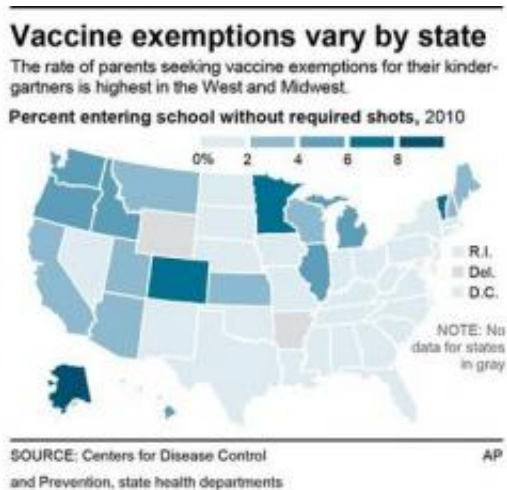 Vaccine exemptions vary by state
The rate of parents seeking vaccine exemptions for their kinder-
gartners is highest in the West and Midwest.
Percent entering school without required shots, 2010
0% 2 4 6 8
R.I.
Del.
D.C.
NOTE: No
data for states
in gray
SOURCE: Centers for Disease Control
and Prevention, state health departments
AP